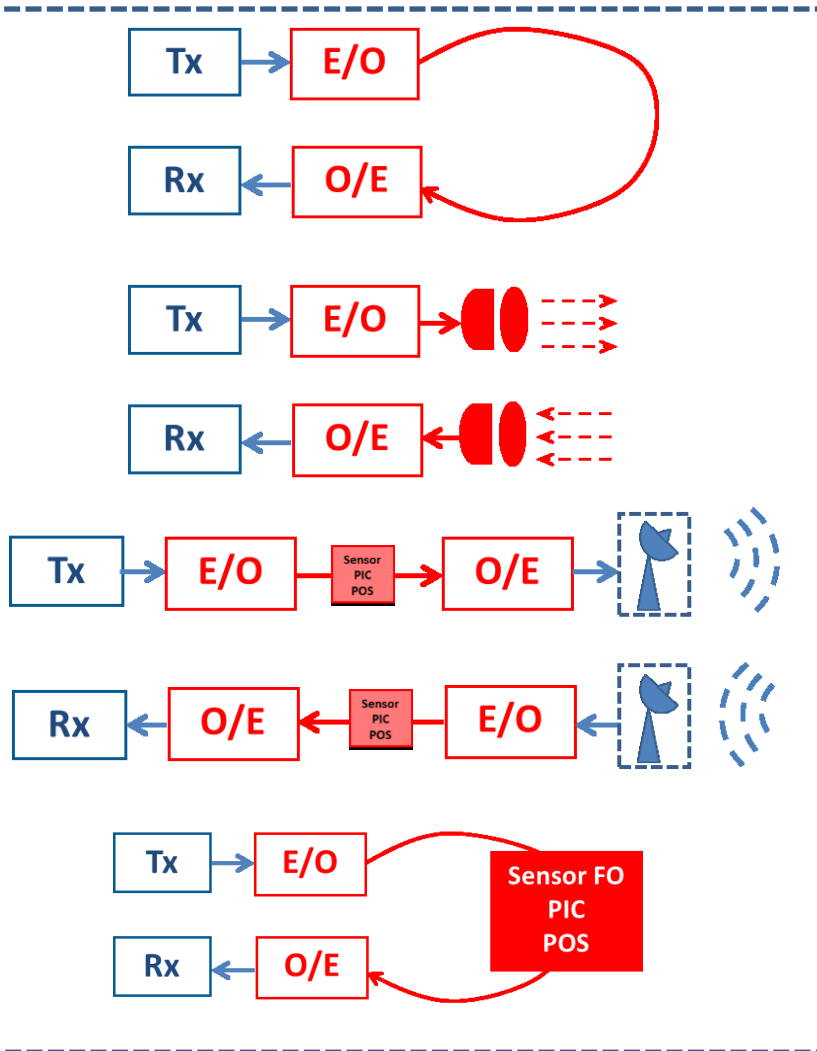 Tx
E/O
Rx
O/E
Tx
E/O
Rx
O/E
Tx
E/O
Sensor
PIC
POS
O/E
Rx
O/E
Sensor
PIC
POS
E/O
Tx
E/O
Sensor FO
PIC
POS
Rx
O/E